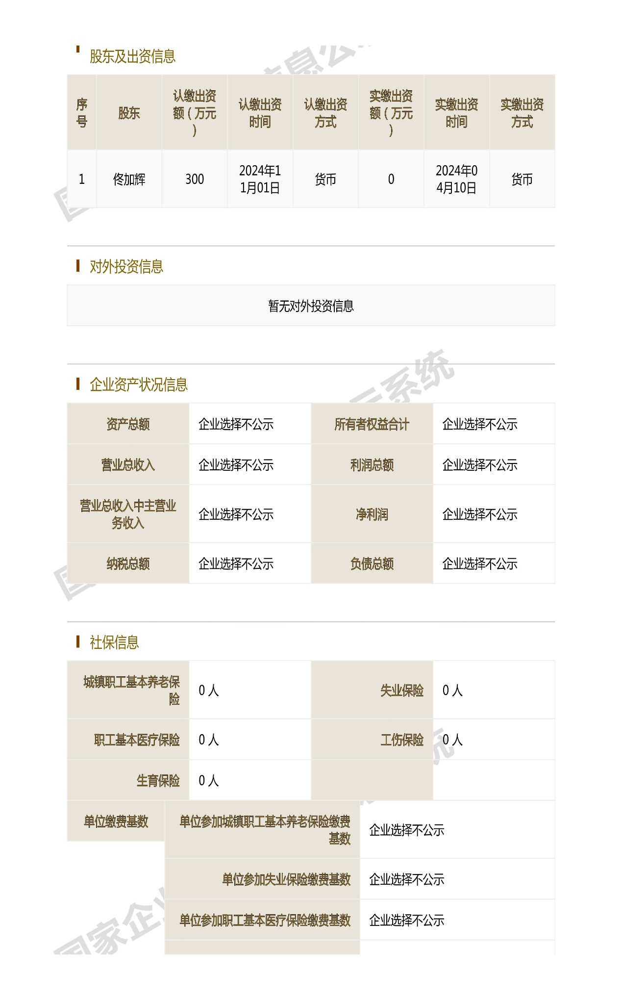 股东及出资信息
序号 股东 认缴出资额（万元） 认缴出资时间 认缴出资方式 实缴出资额（万元） 实缴出资时间 实缴出资方式
1 佟加辉 300 2024年11月01日 货币 0 2024年04月10日 货币
对外投资信息
暂无对外投资信息
企业资产状况信息
资产总额 企业选择不公示 所有者权益合计 企业选择不公示
营业总收入 企业选择不公示 利润总额 企业选择不公示
营业总收入中主营业务收入 企业选择不公示 净利润 企业选择不公示
纳税总额 企业选择不公示 负债总额 企业选择不公示
社保信息
城镇职工基本养老保险 0 人 失业保险 0 人
职工基本医疗保险 0 人 工伤保险 0 人
生育保险 0 人
单位缴费基数 单位参加城镇职工基本养老保险缴费基数 企业选择不公示
单位参加失业保险缴费基数 企业选择不公示
单位参加职工基本医疗保险缴费基数 企业选择不公示